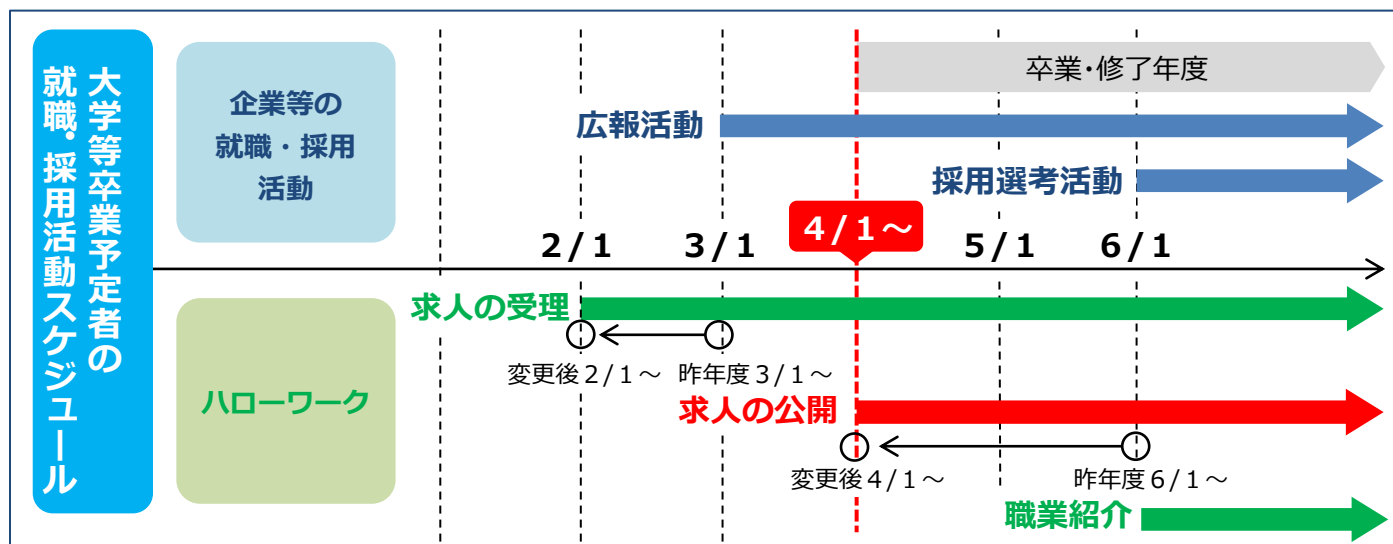 大学等卒業予定者の
就職・採用活動スケジュール
企業等の
就職・採用
活動
卒業・修了年度
広報活動
採用選考活動
2/1
3/1
4/1～
5/1
6/1
ハローワーク
求人の受理
変更後2/1～
昨年度3/1～
求人の公開
変更後4/1～
昨年度6/1～
職業紹介